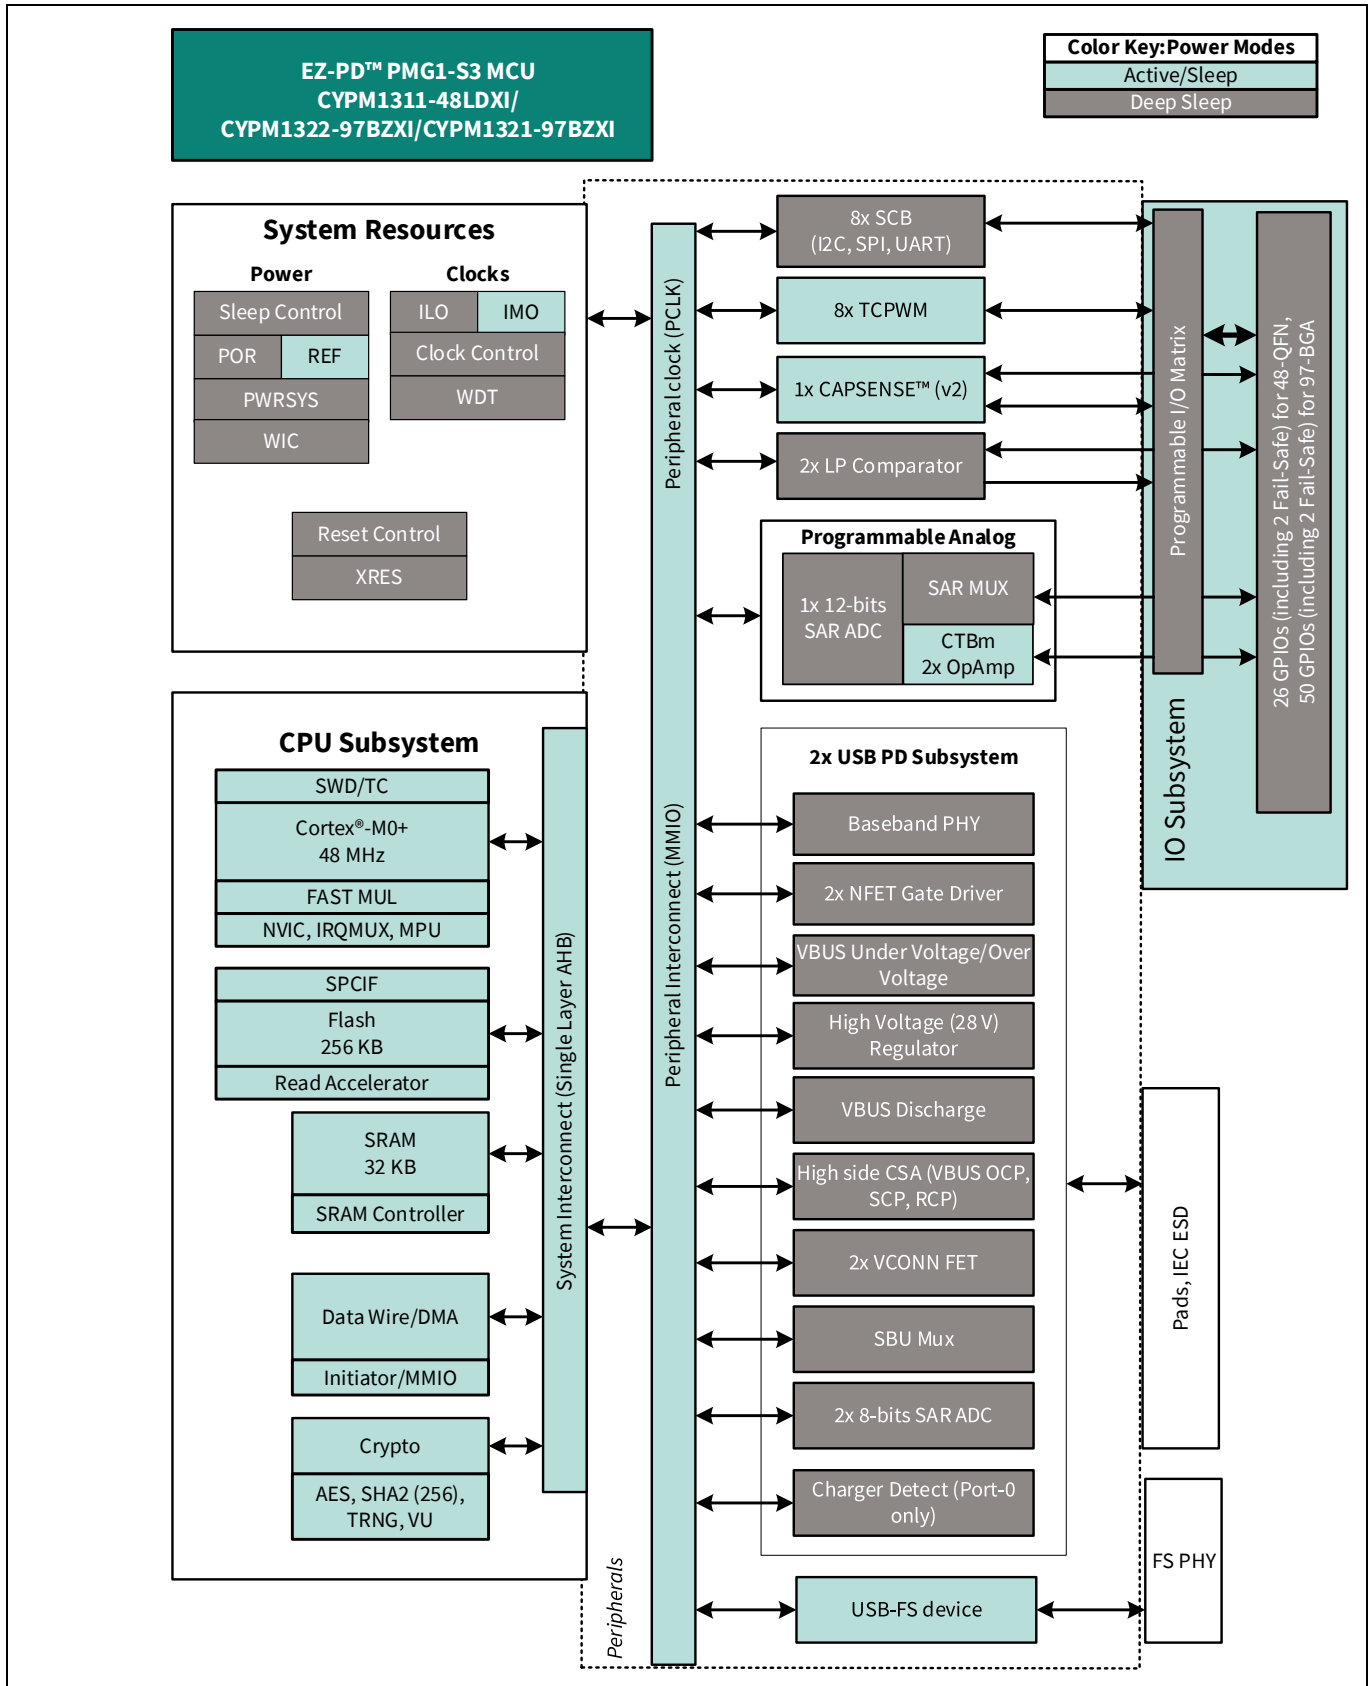 EZ-PD™ PMG1-S3 MCU
CYPM1311-48LDXI/
CYPM1322-97BZXI/CYPM1321-97BZXI
Color Key:Power Modes
Active/Sleep
Deep Sleep
System Resources
Power
Sleep Control
POR
REF
PWRSYS
WIC
Clocks
ILO
IMO
Clock Control
WDT
Reset Control
XRES
CPU Subsystem
SWD/TC
Cortex®-M0+
48 MHz
FAST MUL
NVIC, IRQMUX, MPU
SPCIF
Flash
256 KB
Read Accelerator
SRAM
32 KB
SRAM Controller
Data Wire/DMA
Initiator/MMIO
Crypto
AES, SHA2 (256),
TRNG, VU
System Interconnect (Single Layer AHB)
Peripherals
Peripheral clock (PCLK)
Peripheral Interconnect (MMIO)
8x SCB
(I2C, SPI, UART)
8x TCPWM
1x CAPSENSE™ (v2)
2x LP Comparator
Programmable Analog
1x 12-bits
SAR ADC
SAR MUX
CTBm
2x OpAmp
2x USB PD Subsystem
Baseband PHY
2x NFET Gate Driver
VBUS Under Voltage/Over
Voltage
High Voltage (28 V)
Regulator
VBUS Discharge
High side CSA (VBUS OCP,
SCP, RCP)
2x VCONN FET
SBU Mux
2x 8-bits SAR ADC
Charger Detect (Port-0
only)
USB-FS device
Programmable I/O Matrix
26 GPIOs (including 2 Fail-Safe) for 48-QFN,
50 GPIOs (including 2 Fail-Safe) for 97-BGA
IO Subsystem
Pads, IEC ESD
FS PHY